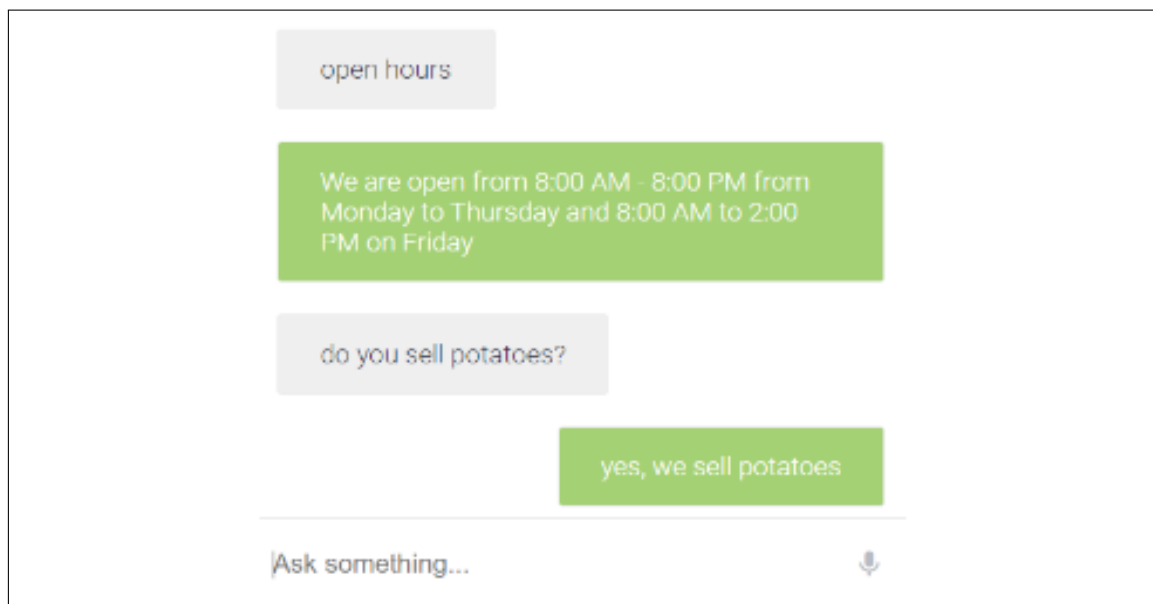 open hours
We are open from 8:00 AM - 8:00 PM from
Monday to Thursday and 8:00 AM to 2:00
PM on Friday
do you sell potatoes?
yes, we sell potatoes
Ask something...